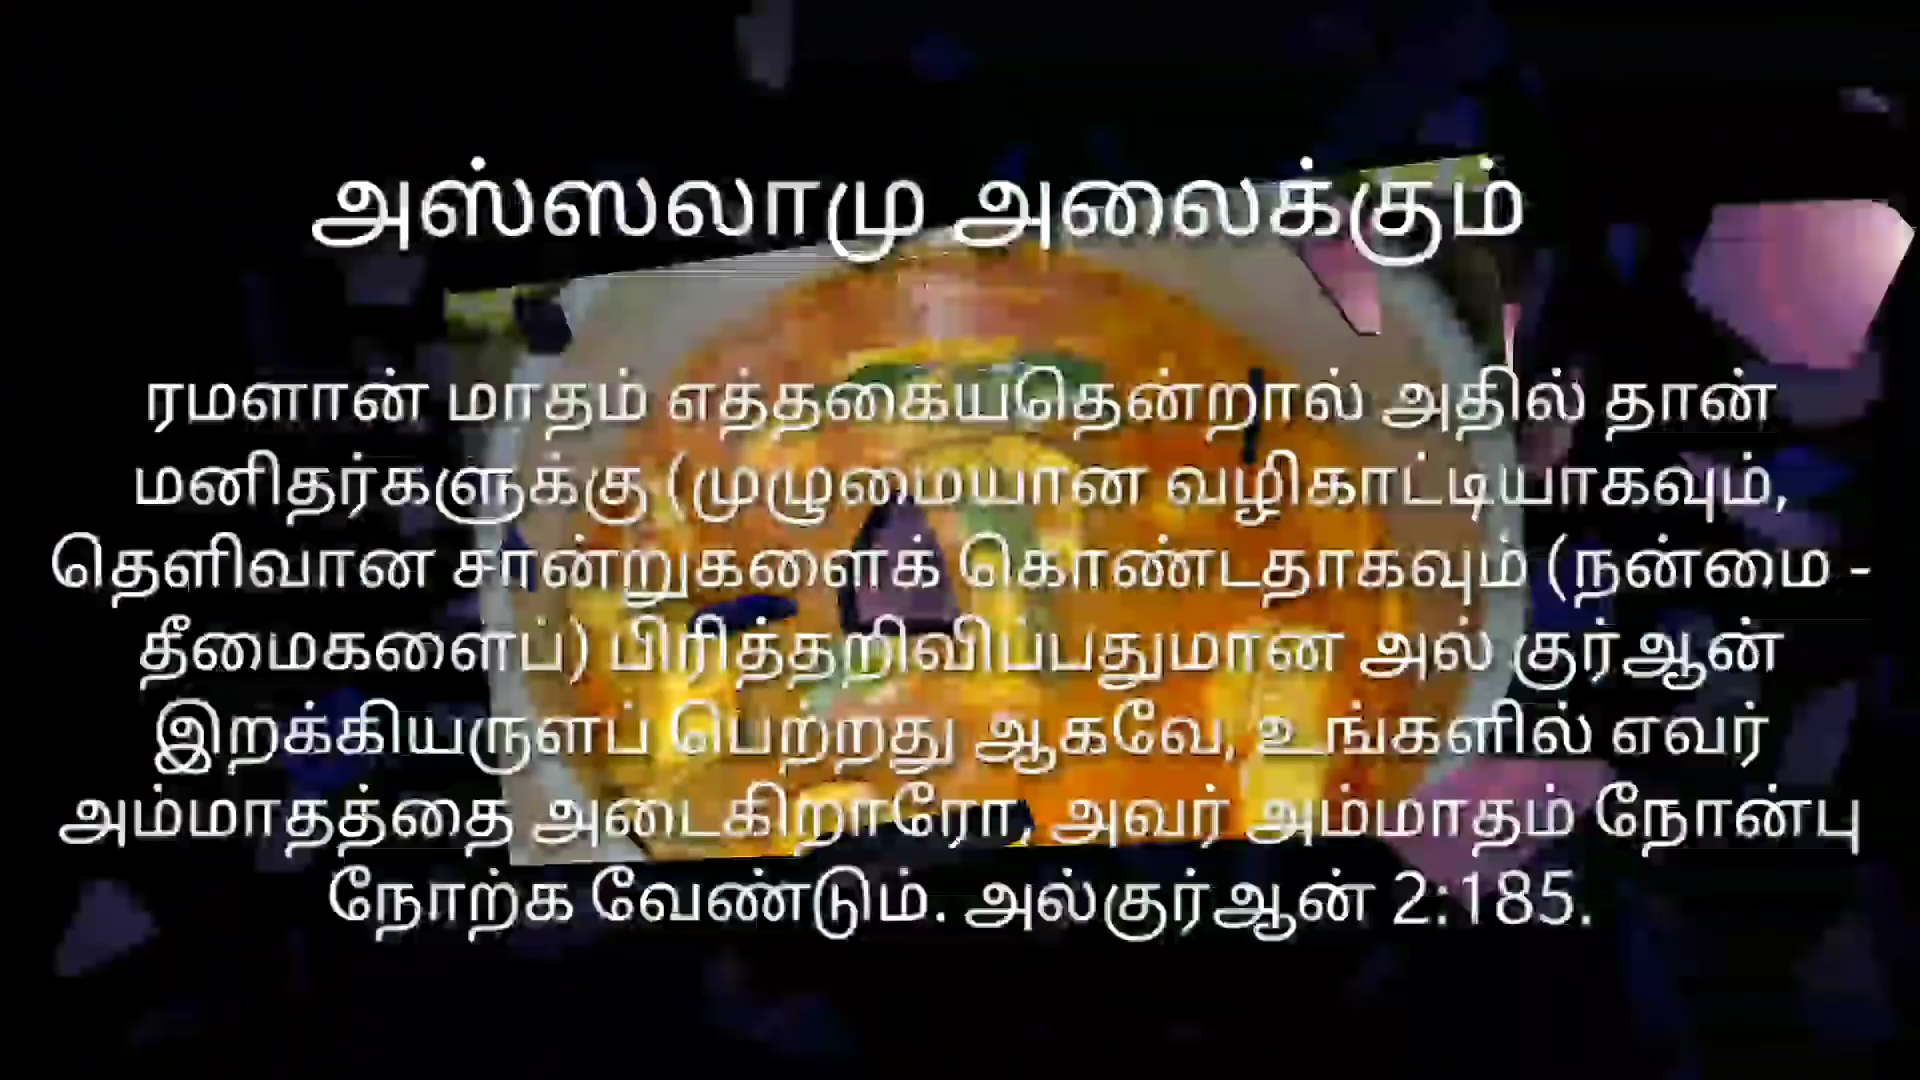 அஸ்ஸலாமு அலைக்கும்
ரமளான் மாதம் எத்தகையதென்றால் அதில் தான்
மனிதர்களுக்கு (முழுமையான வழிகாட்டியாகவும்,
தெளிவான சான்றுகளைக் கொண்டதாகவும் (நன்மை -
தீமைகளைப்) பிரித்தறிவிப்பதுமான அல் குர்ஆன்
இறக்கியருளப் பெற்றது ஆகவே, உங்களில் எவர்
அம்மாதத்தை அடைகிறாரோ, அவர் அம்மாதம் நோன்பு
நோற்க வேண்டும். அல்குர்ஆன் 2:185.